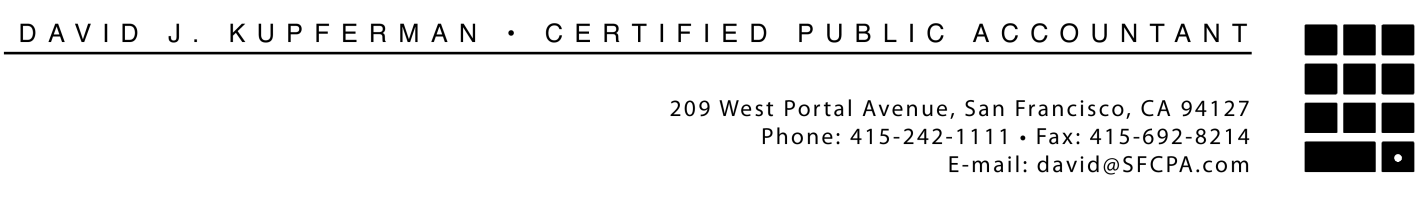 DAVID J. KUPFERMAN • CERTIFIED PUBLIC ACCOUNTANT
209 West Portal Avenue, San Francisco, CA 94127
Phone: 415-242-1111 • Fax: 415-692-8214
E-mail: david@SFCPA.com